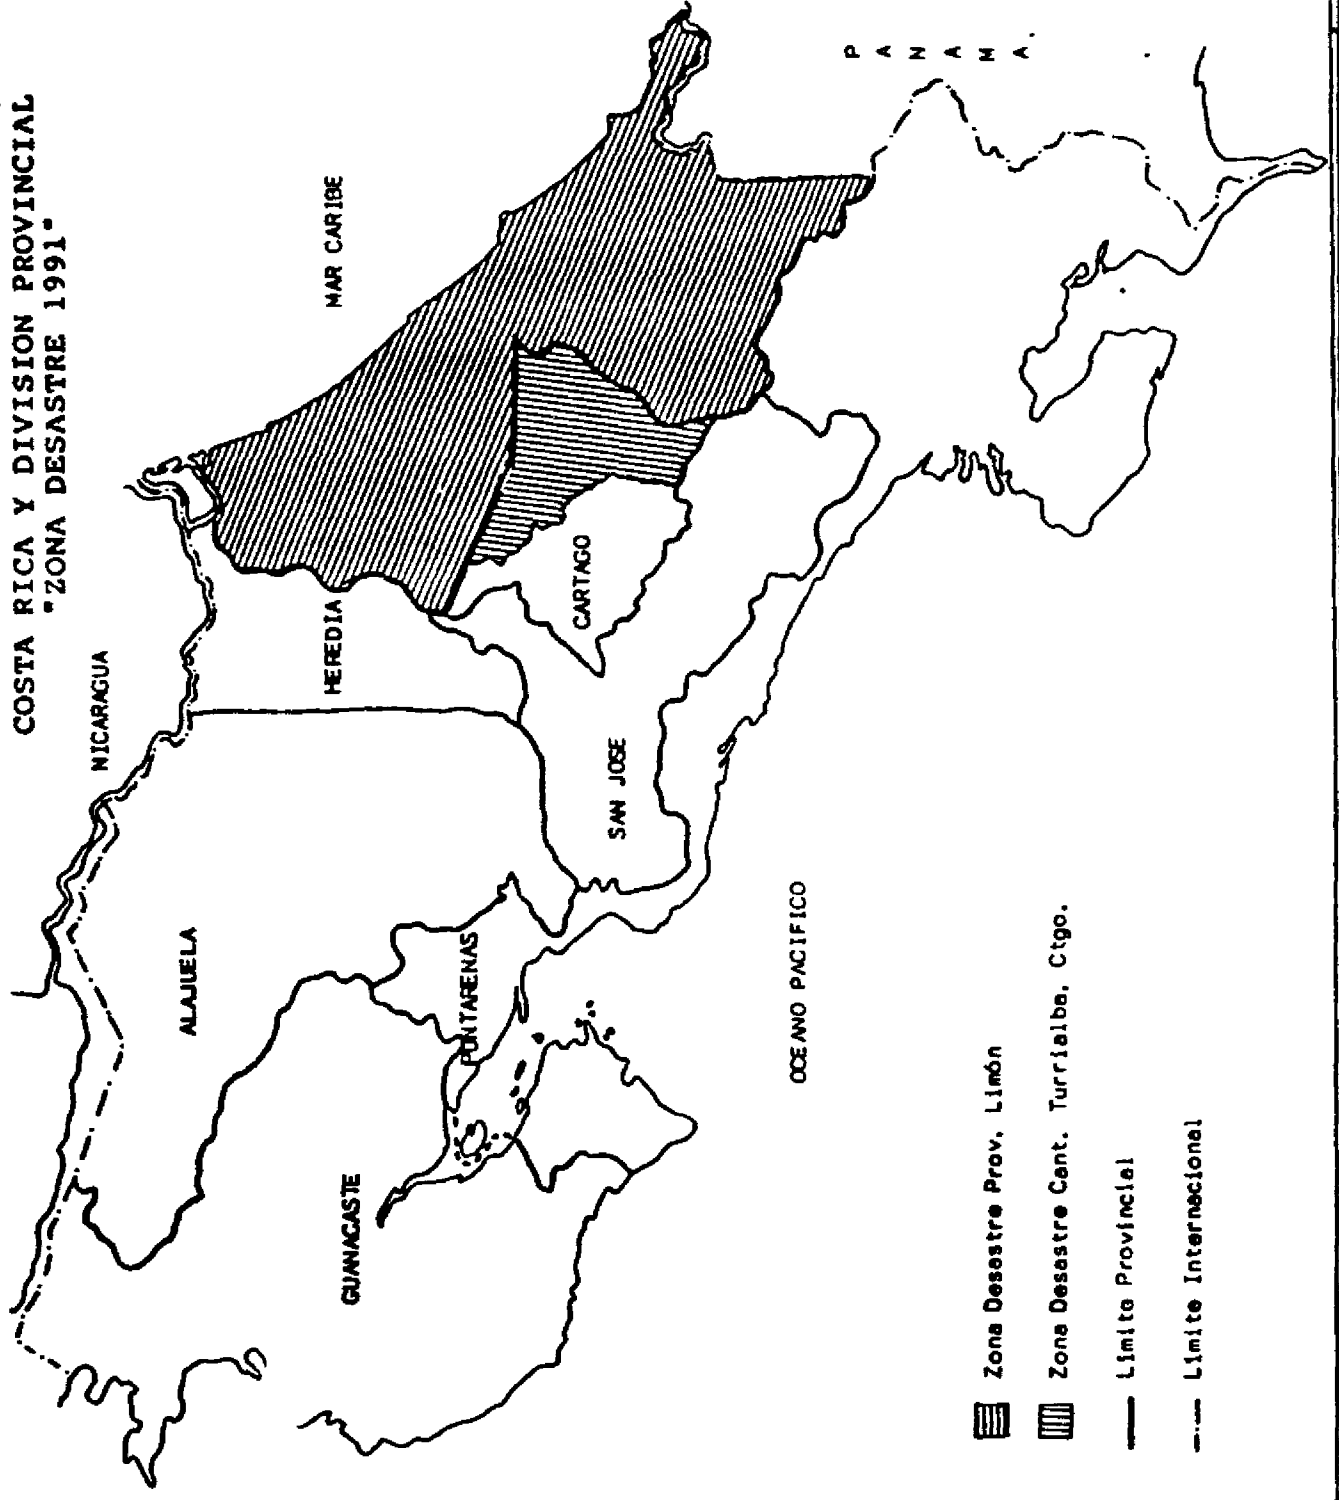 COSTA RICA Y DIVISION PROVINCIAL
"ZONA DESASTRE 1991"
NICARAGUA
MAR CARIBE
ALAJUELA
HEREDIA
GUANACASTE
PUNTARENAS
CARTAGO
SAN JOSE
OCEANO PACIFICO
PANAMA
Zona Desastre Prov. Limón
Zona Desastre Cant. Turrialba, Ctgo.
Limite Provincial
Limite Internacional